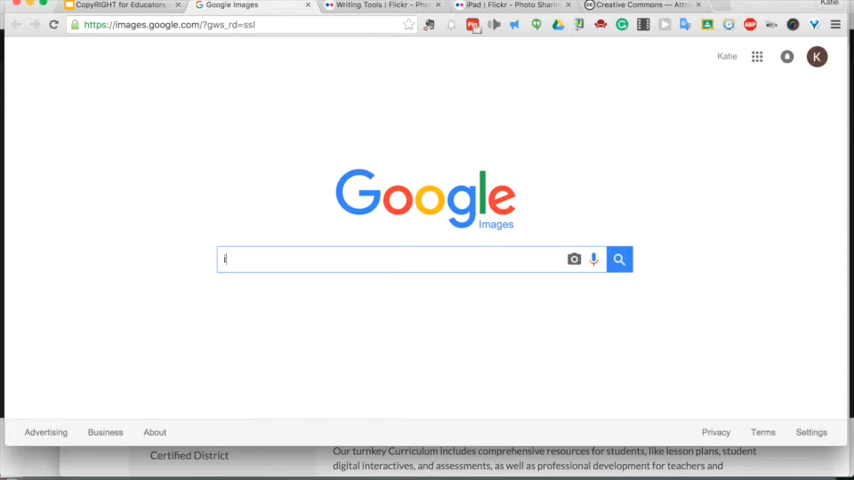 CopyRIGHT for Educators
Google Images
Writing Tools | Flickr - Pho
iPad | Flickr - Photo Sharin
Creative Commons — Attri
Katie
https://images.google.com/?gws_rd=ssl
Katie
K
Google
Images
i
Advertising
Business
About
Privacy
Terms
Settings
Certified District
Our turnkey Curriculum includes comprehensive resources for students, like lesson plans, student
digital interactives, and assessments, as well as professional development for teachers and